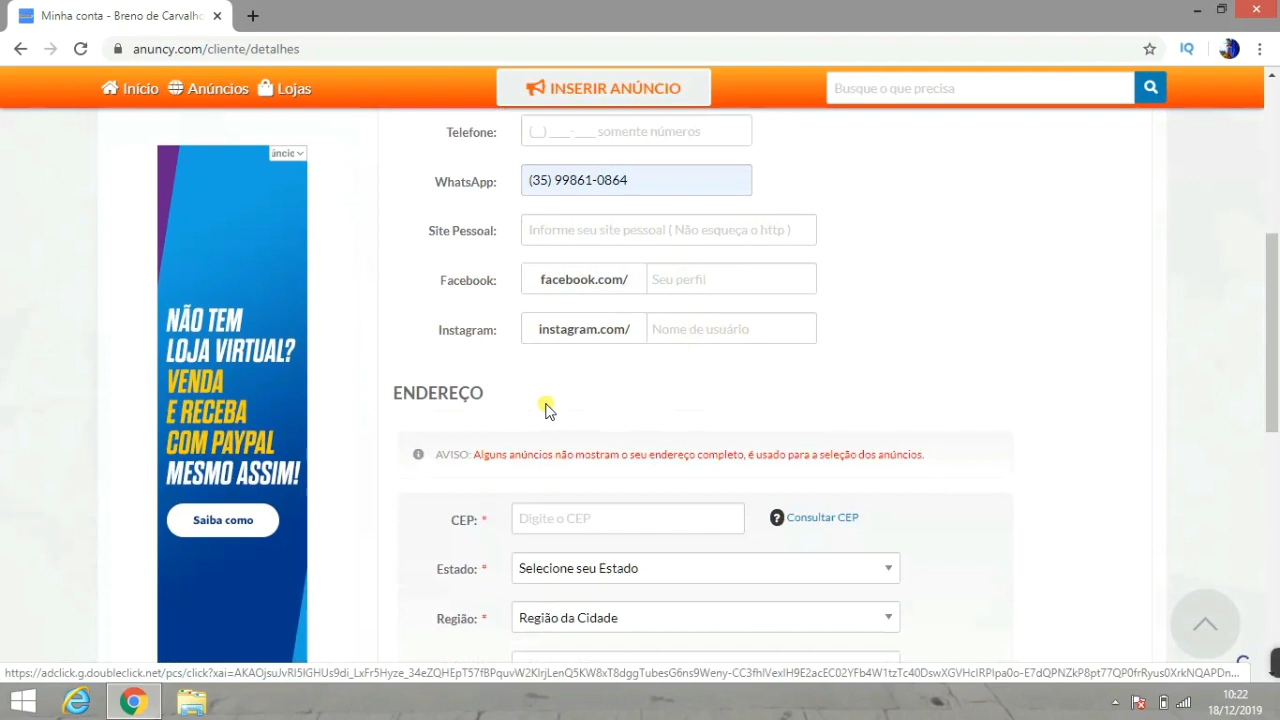 Minha conta - Breno de Carvalho
anuncy.com/cliente/detalhes
IQ
Início Anúncios Lojas
INSERIR ANÚNCIO
Busque o que precisa
Telefone: (__) ____-____ somente números
WhatsApp: (35) 99861-0864
Site Pessoal: Informe seu site pessoal ( Não esqueça o http )
Facebook: facebook.com/ Seu perfil
Instagram: instagram.com/ Nome de usuário
ENDEREÇO
AVISO: Alguns anúncios não mostram o seu endereço completo, é usado para a seleção dos anúncios.
CEP: * Digite o CEP ? Consultar CEP
Estado: * Selecione seu Estado
Região: * Região da Cidade
NÃO TEM
LOJA VIRTUAL?
VENDA
E RECEBA
COM PAYPAL
MESMO ASSIM!
Saiba como
10:22
18/12/2019